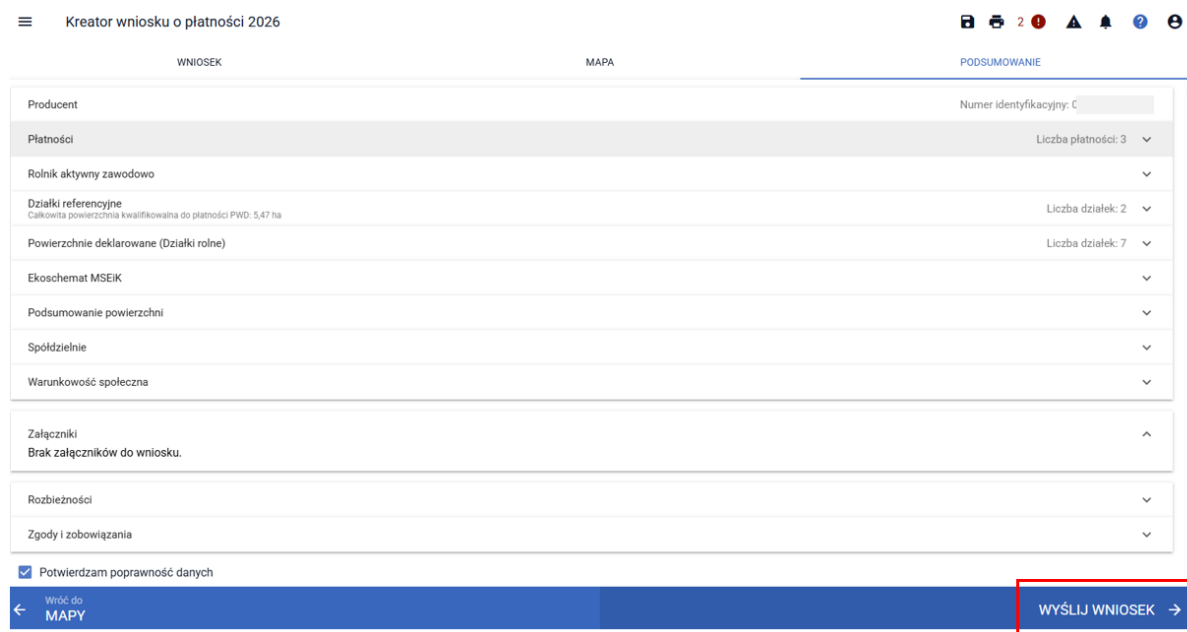 Kreator wniosku o płatności 2026
2
WNIOSEK
MAPA
PODSUMOWANIE
Producent
Numer identyfikacyjny: 0
Płatności
Liczba płatności: 3
Rolnik aktywny zawodowo
Działki referencyjne
Całkowita powierzchnia kwalifikowalna do płatności PWD: 5,47 ha
Liczba działek: 2
Powierzchnie deklarowane (Działki rolne)
Liczba działek: 7
Ekoschemat MSEiK
Podsumowanie powierzchni
Spółdzielnie
Warunkowość społeczna
Załączniki
Brak załączników do wniosku.
Rozbieżności
Zgody i zobowiązania
Potwierdzam poprawność danych
Wróć do
MAPY
WYŚLIJ WNIOSEK